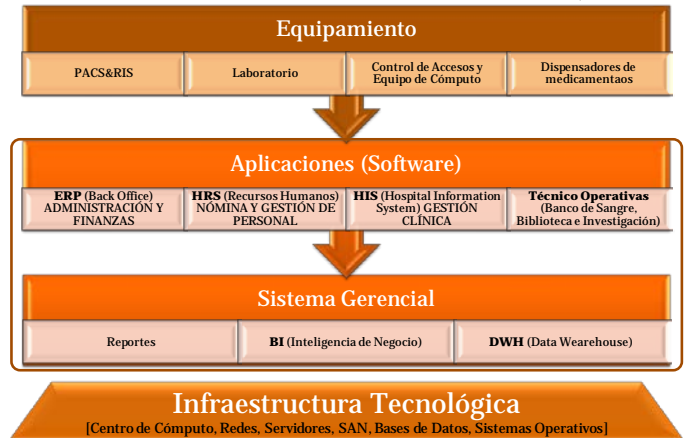 Equipamiento
PACS&RIS
Laboratorio
Control de Accesos y
Equipo de Cómputo
Dispensadores de
medicamentaos
Aplicaciones (Software)
ERP (Back Office)
ADMINISTRACIÓN Y
FINANZAS
HRS (Recursos Humanos)
NÓMINA Y GESTIÓN DE
PERSONAL
HIS (Hospital Information
System) GESTIÓN
CLÍNICA
Técnico Operativas
(Banco de Sangre,
Biblioteca e Investigación)
Sistema Gerencial
Reportes
BI (Inteligencia de Negocio)
DWH (Data Wearehouse)
Infraestructura Tecnológica
[Centro de Cómputo, Redes, Servidores, SAN, Bases de Datos, Sistemas Operativos]